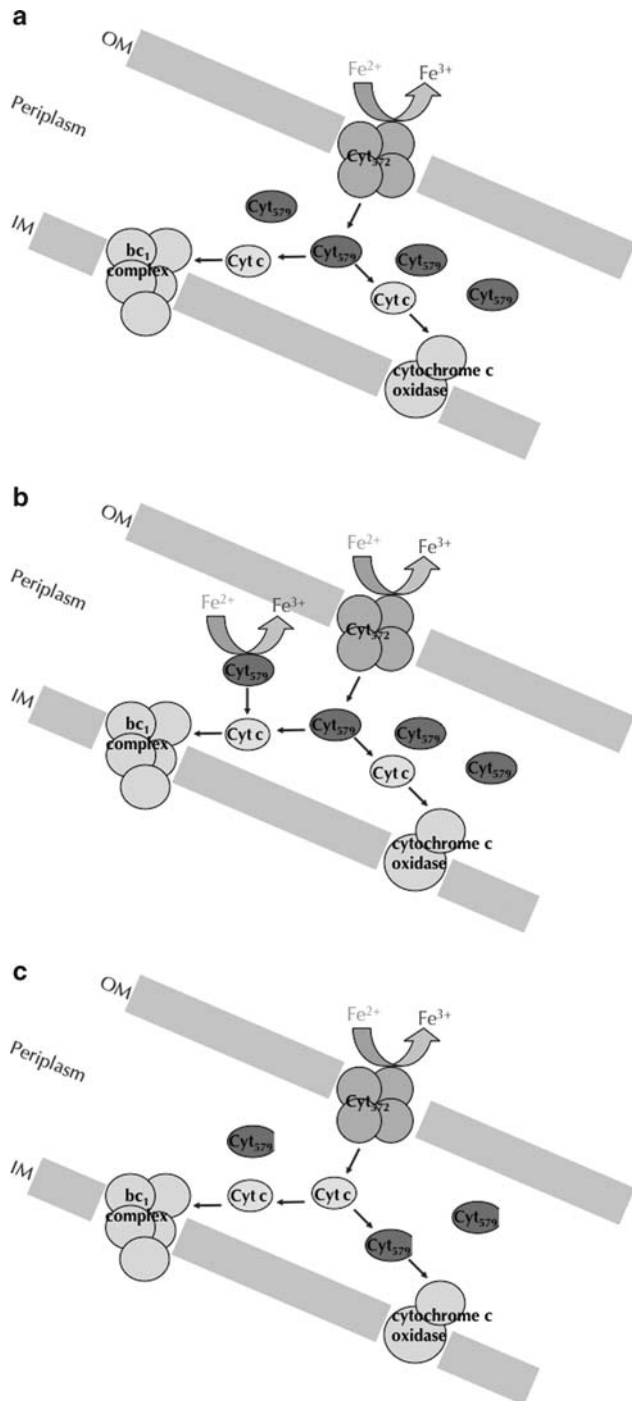 a
OM
Fe²⁺ Fe³⁺
Periplasm
Cyt₅₇₂
Cyt₅₇₉
IM
bc₁
complex
Cyt c
Cyt₅₇₉
Cyt₅₇₉
Cyt c
Cyt₅₇₉
cytochrome c
oxidase
b
OM
Fe²⁺ Fe³⁺
Periplasm
Fe²⁺ Fe³⁺
Cyt₅₇₂
Cyt₅₇₉
IM
bc₁
complex
Cyt c
Cyt₅₇₉
Cyt₅₇₉
Cyt c
Cyt₅₇₉
cytochrome c
oxidase
c
OM
Fe²⁺ Fe³⁺
Periplasm
Cyt₅₇₂
Cyt₅₇₉
IM
bc₁
complex
Cyt c
Cyt c
Cyt₅₇₉
Cyt₅₇₉
cytochrome c
oxidase